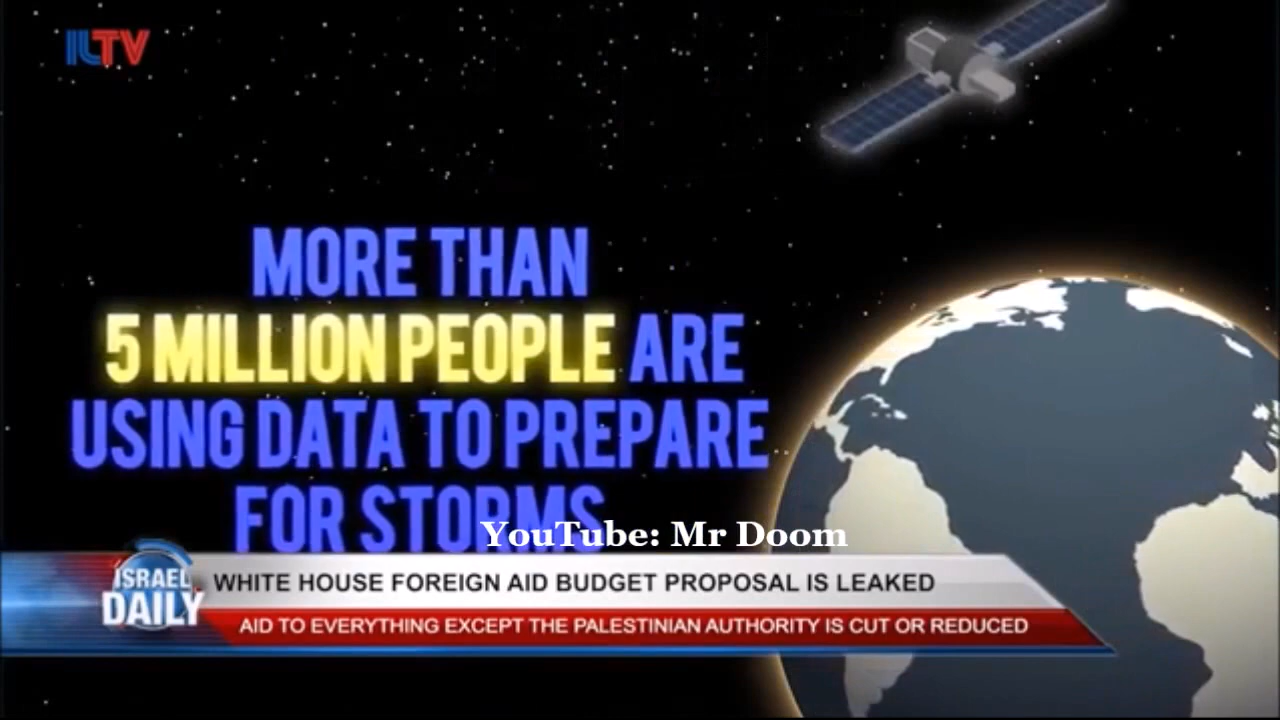 ILTV
MORE THAN
5 MILLION PEOPLE ARE
USING DATA TO PREPARE
FOR STORMS
YouTube: Mr Doom
ISRAEL
DAILY
WHITE HOUSE FOREIGN AID BUDGET PROPOSAL IS LEAKED
AID TO EVERYTHING EXCEPT THE PALESTINIAN AUTHORITY IS CUT OR REDUCED